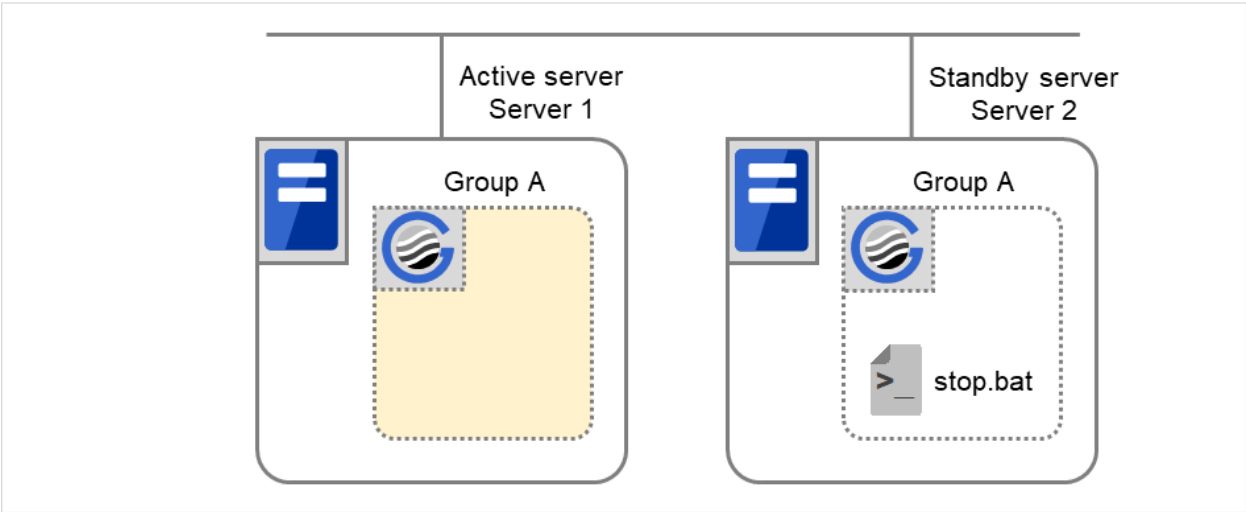 Active server
Server 1
Standby server
Server 2
Group A
Group A
>_ stop.bat